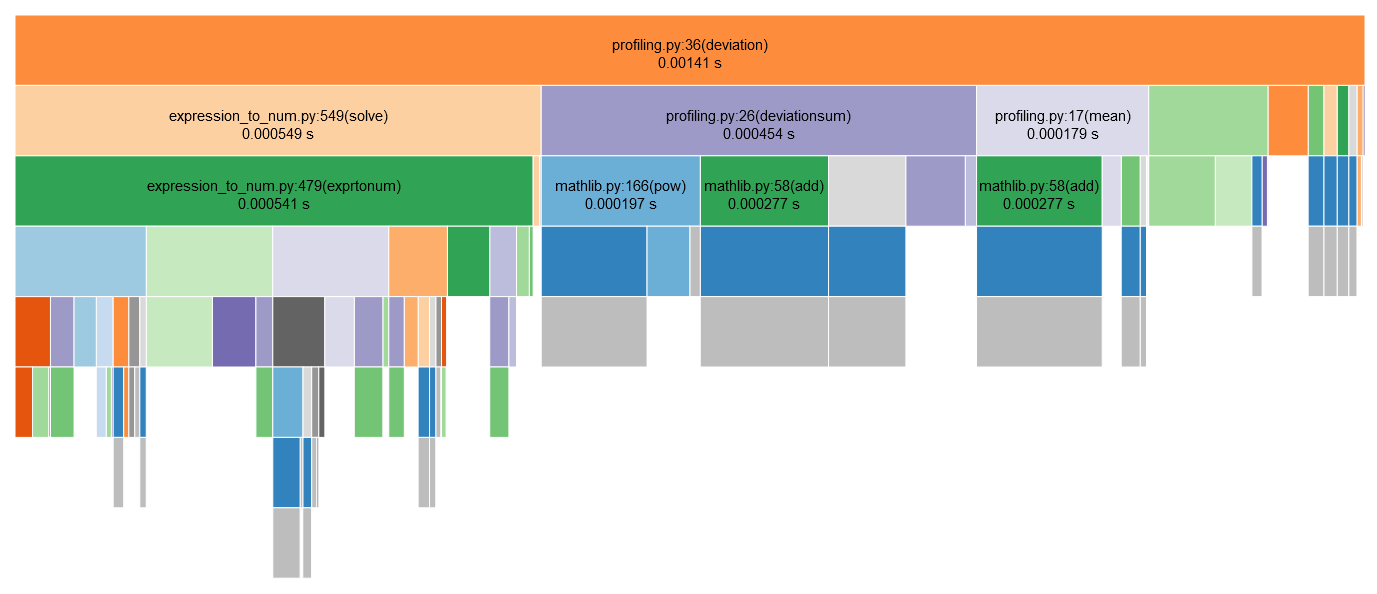 profiling.py:36(deviation)
0.00141 s
expression_to_num.py:549(solve)
0.000549 s
profiling.py:26(deviationsum)
0.000454 s
profiling.py:17(mean)
0.000179 s
expression_to_num.py:479(exprtonum)
0.000541 s
mathlib.py:166(pow)
0.000197 s
mathlib.py:58(add)
0.000277 s
mathlib.py:58(add)
0.000277 s